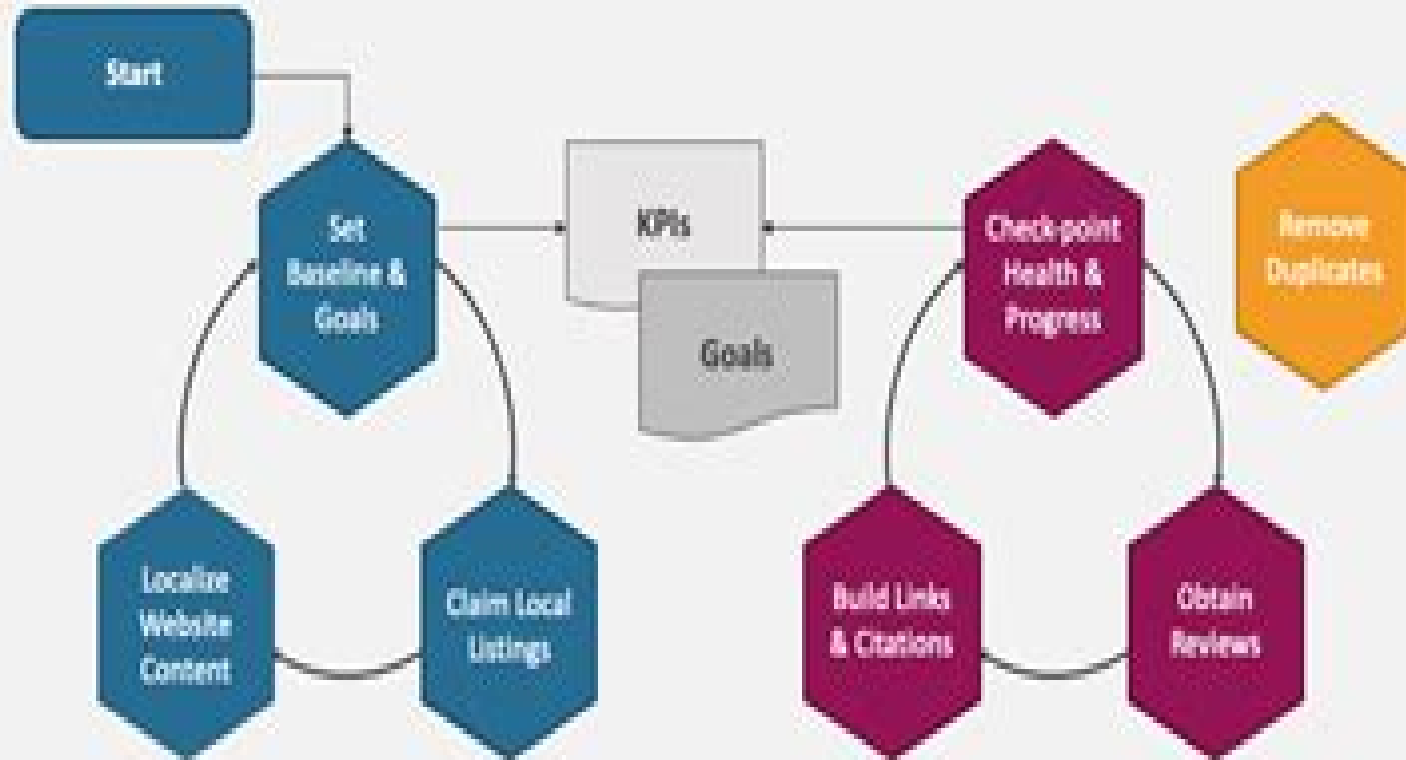 Start
Set
Baseline &
Goals
KPIs
Goals
Check-point
Health &
Progress
Remove
Duplicates
Localize
Website
Content
Claim Local
Listings
Build Links
& Citations
Obtain
Reviews